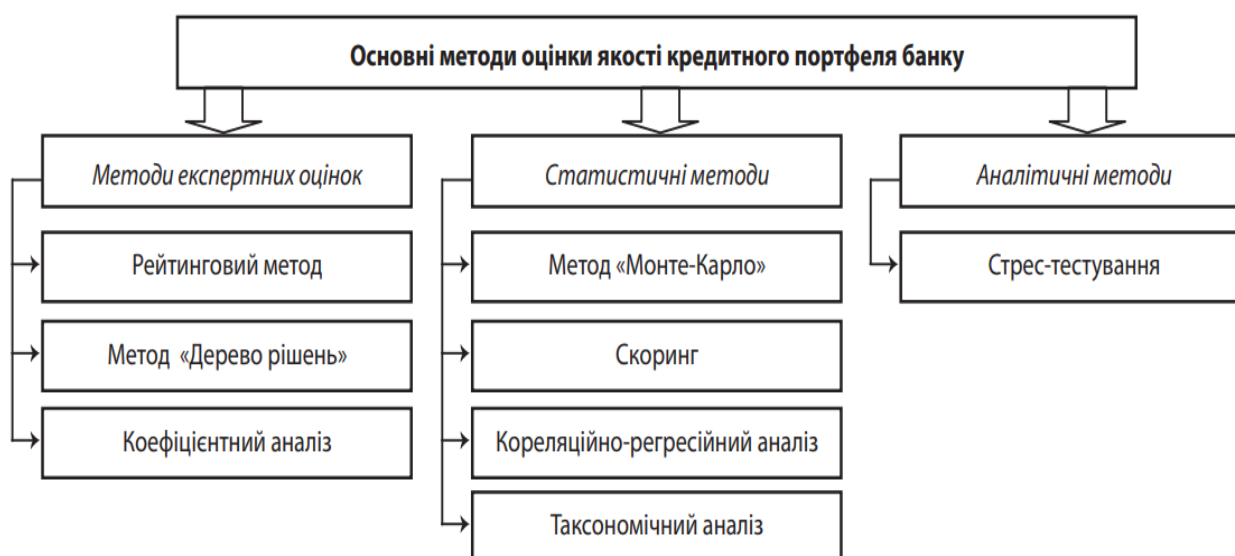 Основні методи оцінки якості кредитного портфеля банку
Методи експертних оцінок
Рейтинговий метод
Метод «Дерево рішень»
Коефіцієнтний аналіз
Статистичні методи
Метод «Монте-Карло»
Скоринг
Кореляційно-регресійний аналіз
Таксономічний аналіз
Аналітичні методи
Стрес-тестування